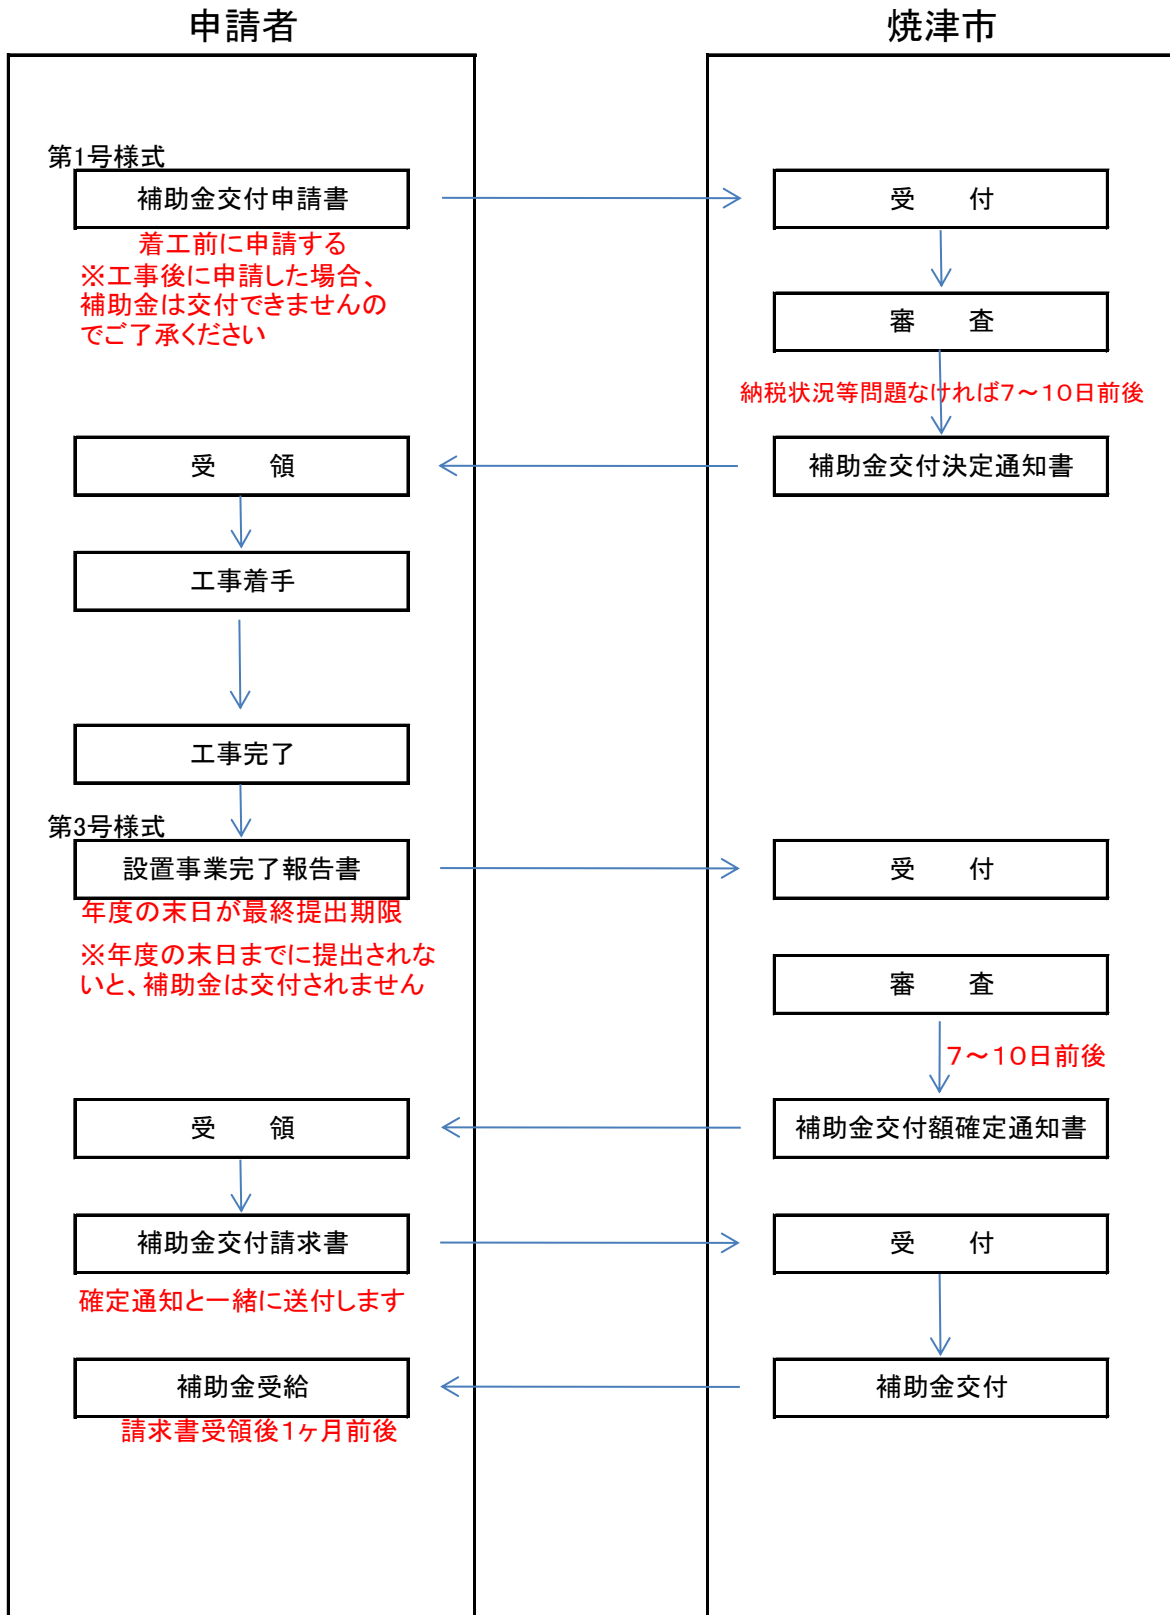 申請者
焼津市
第1号様式
補助金交付申請書
受　　付
着工前に申請する
※工事後に申請した場合、
補助金は交付できませんの
でご了承ください
審　　査
納税状況等問題なければ7～10日前後
受　　領
補助金交付決定通知書
工事着手
工事完了
第3号様式
設置事業完了報告書
受　　付
年度の末日が最終提出期限
※年度の末日までに提出されな
いと、補助金は交付されません
審　　査
7～10日前後
受　　領
補助金交付額確定通知書
補助金交付請求書
受　　付
確定通知と一緒に送付します
補助金受給
補助金交付
請求書受領後1ヶ月前後